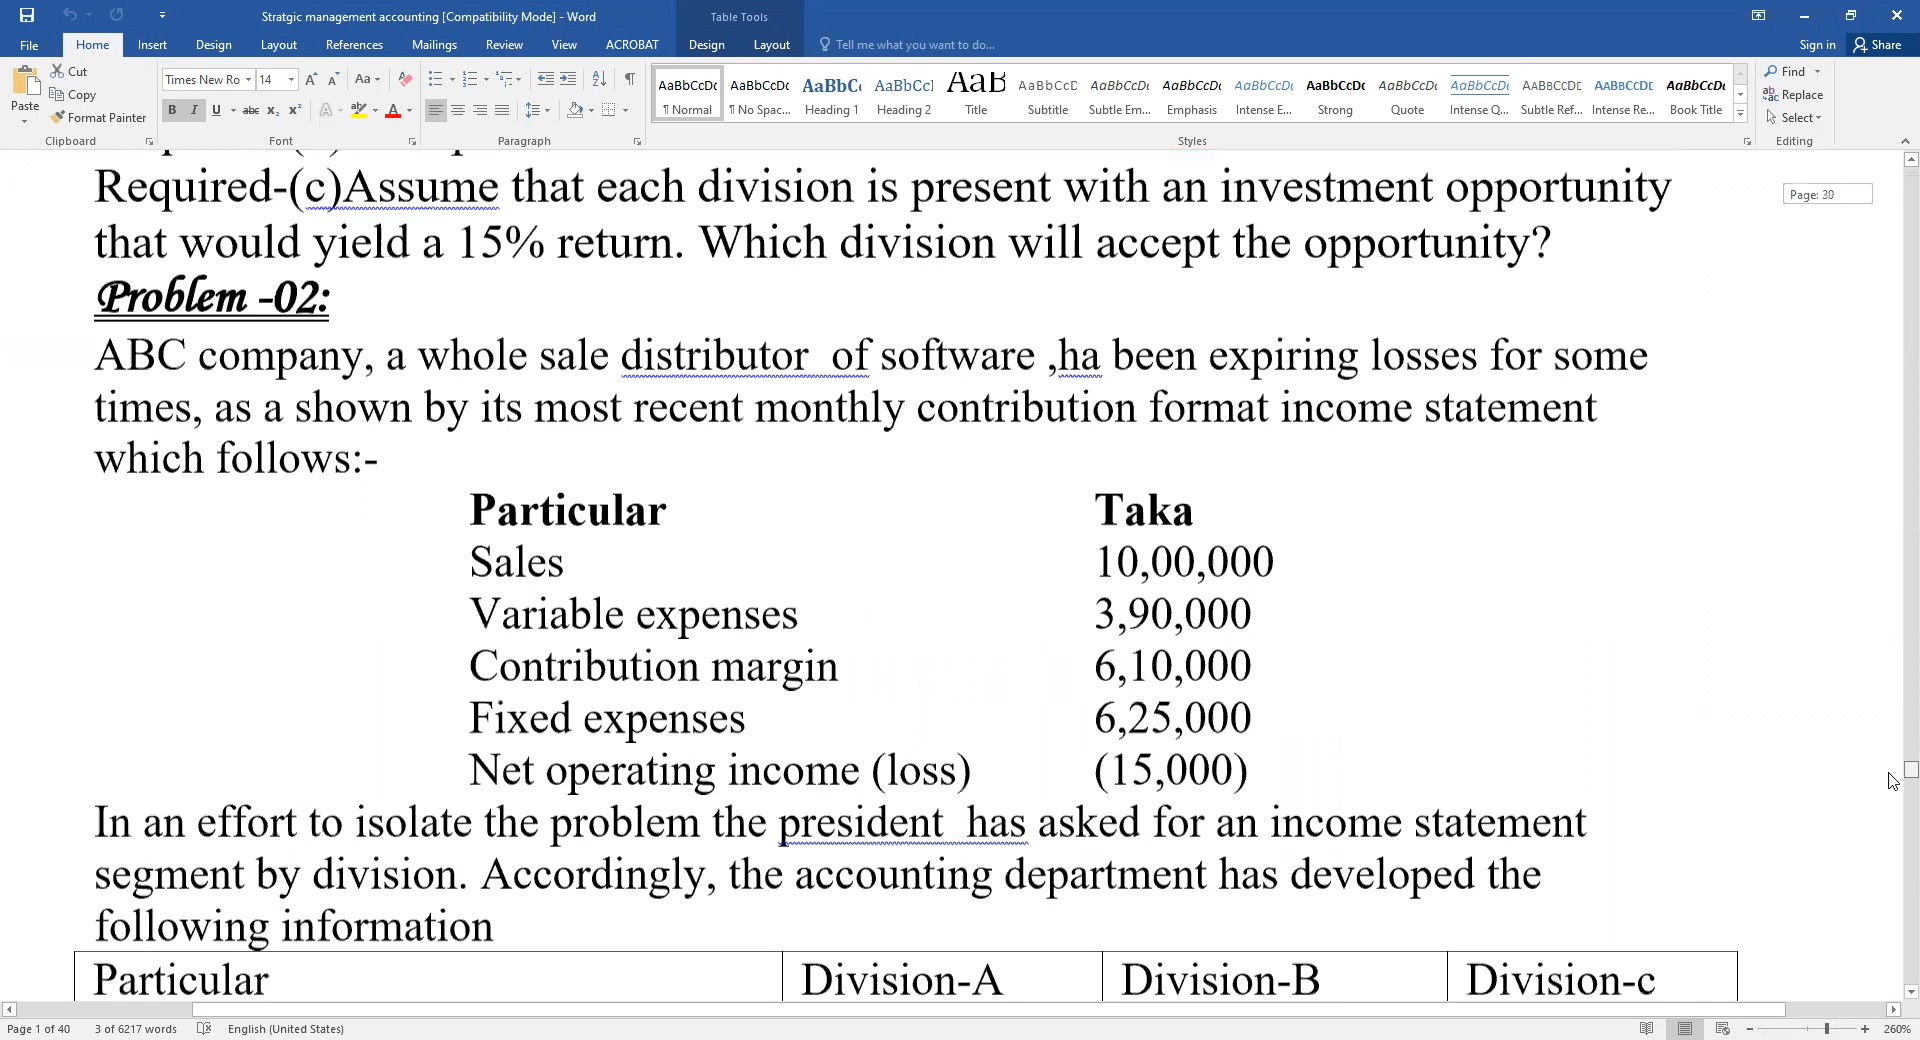 Stratgic management accounting [Compatibility Mode] - Word
Table Tools
File Home Insert Design Layout References Mailings Review View ACROBAT Design Layout Tell me what you want to do... Sign in Share
Paste
Cut
Copy
Format Painter
Clipboard
Times New Ro 14
Font
Paragraph
AaBbCcDc AaBbCcDc AaBbC AaBbCcI AaB AaBbCcD AaBbCcDc AaBbCcDc AaBbCcDc AaBbCcDc AaBbCcDc AaBbCcDc AABBCCDE AABBCCDE AaBbCcDc
¶ Normal ¶ No Spac... Heading 1 Heading 2 Title Subtitle Subtle Em... Emphasis Intense E... Strong Quote Intense Q... Subtle Ref... Intense Re... Book Title
Styles
Find
Replace
Select
Editing
Required-(c)Assume that each division is present with an investment opportunity
that would yield a 15% return. Which division will accept the opportunity?
Page: 30
Problem -02:
ABC company, a whole sale distributor of software ,ha been expiring losses for some
times, as a shown by its most recent monthly contribution format income statement
which follows:-
Particular Taka
Sales 10,00,000
Variable expenses 3,90,000
Contribution margin 6,10,000
Fixed expenses 6,25,000
Net operating income (loss) (15,000)
In an effort to isolate the problem the president has asked for an income statement
segment by division. Accordingly, the accounting department has developed the
following information
Particular Division-A Division-B Division-c
Page 1 of 40 3 of 6217 words English (United States) 260%